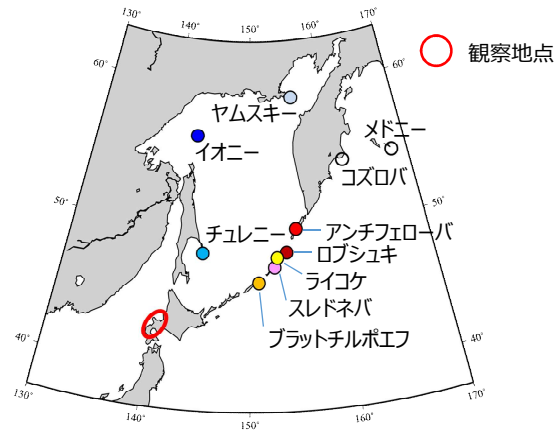 130˚
140˚
150˚
160˚
170˚
60˚
60˚
観察地点
ヤムスキー
メドニー
イオニー
コズロバ
50˚
50˚
チュレニー
アンチフェローバ
ロブシュキ
ライコケ
スレドネバ
ブラットチルポエフ
40˚
40˚
130˚
140˚
150˚
160˚
170˚